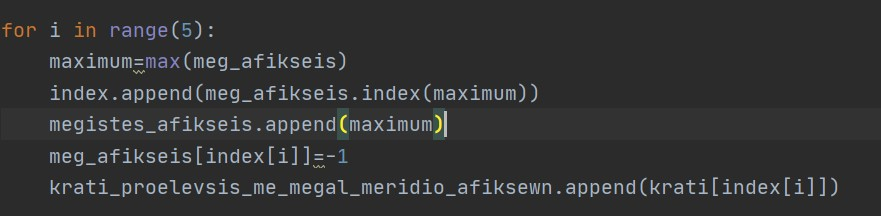 for i in range(5):
    maximum=max(meg_afikseis)
    index.append(meg_afikseis.index(maximum))
    megistes_afikseis.append(maximum)
    meg_afikseis[index[i]]=-1
    krati_proelevsis_me_megal_meridio_afiksewn.append(krati[index[i]])